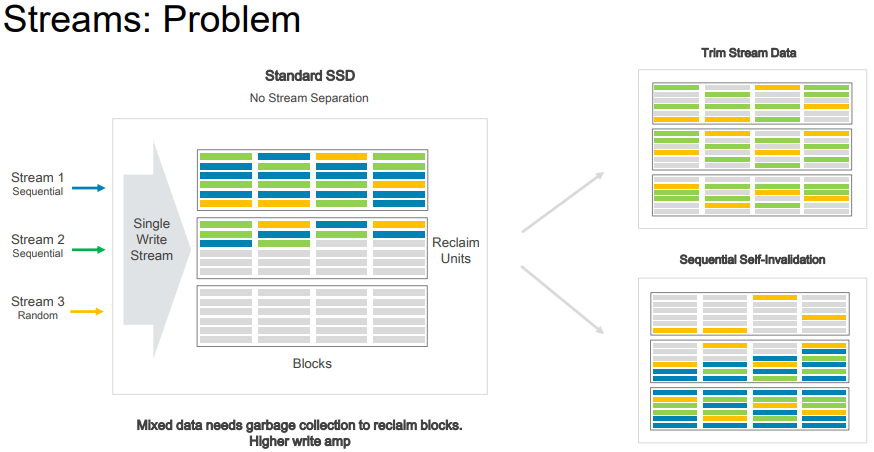 Streams: Problem
Standard SSD
No Stream Separation
Stream 1
Sequential
Stream 2
Sequential
Stream 3
Random
Single
Write
Stream
Reclaim
Units
Blocks
Mixed data needs garbage collection to reclaim blocks.
Higher write amp
Trim Stream Data
Sequential Self-Invalidation